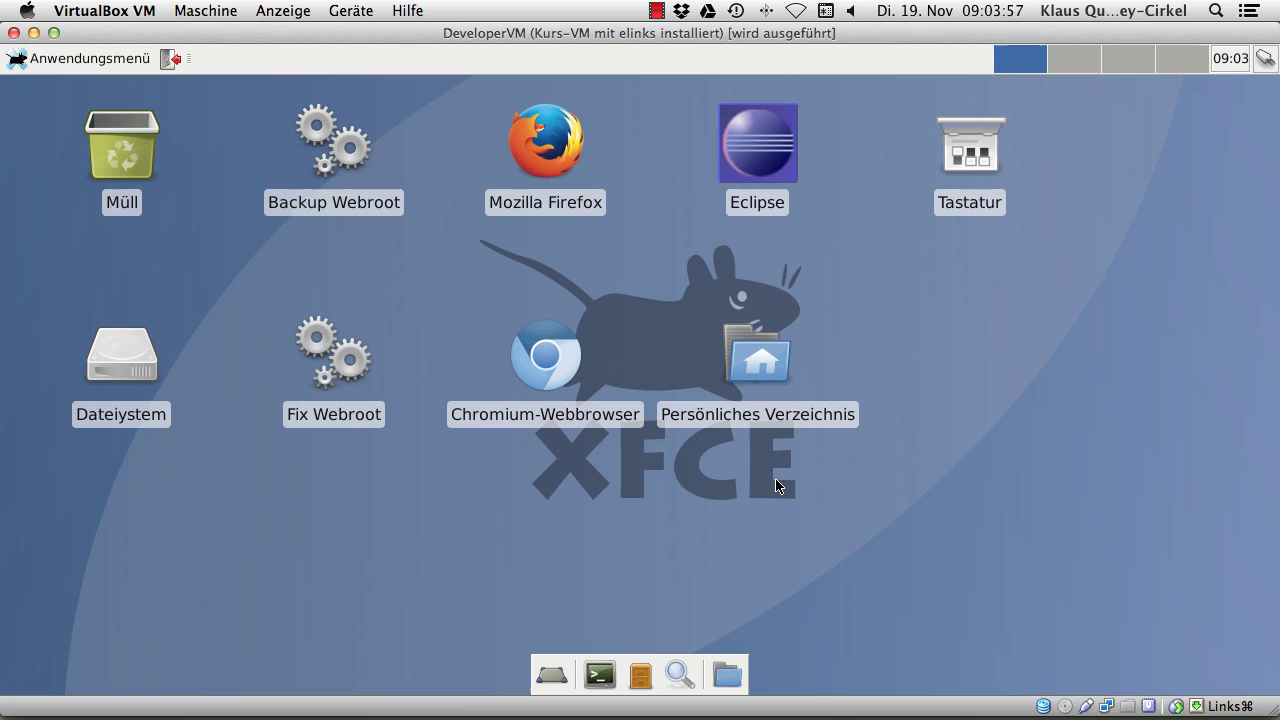 VirtualBox VM Maschine Anzeige Geräte Hilfe Di. 19. Nov 09:03:57 Klaus Qu...ey-Cirkel
DeveloperVM (Kurs-VM mit elinks installiert) [wird ausgeführt]
Anwendungsmenü 09:03
Müll Backup Webroot Mozilla Firefox Eclipse Tastatur
Dateiystem Fix Webroot Chromium-Webbrowser Persönliches Verzeichnis
XFCE
Links⌘